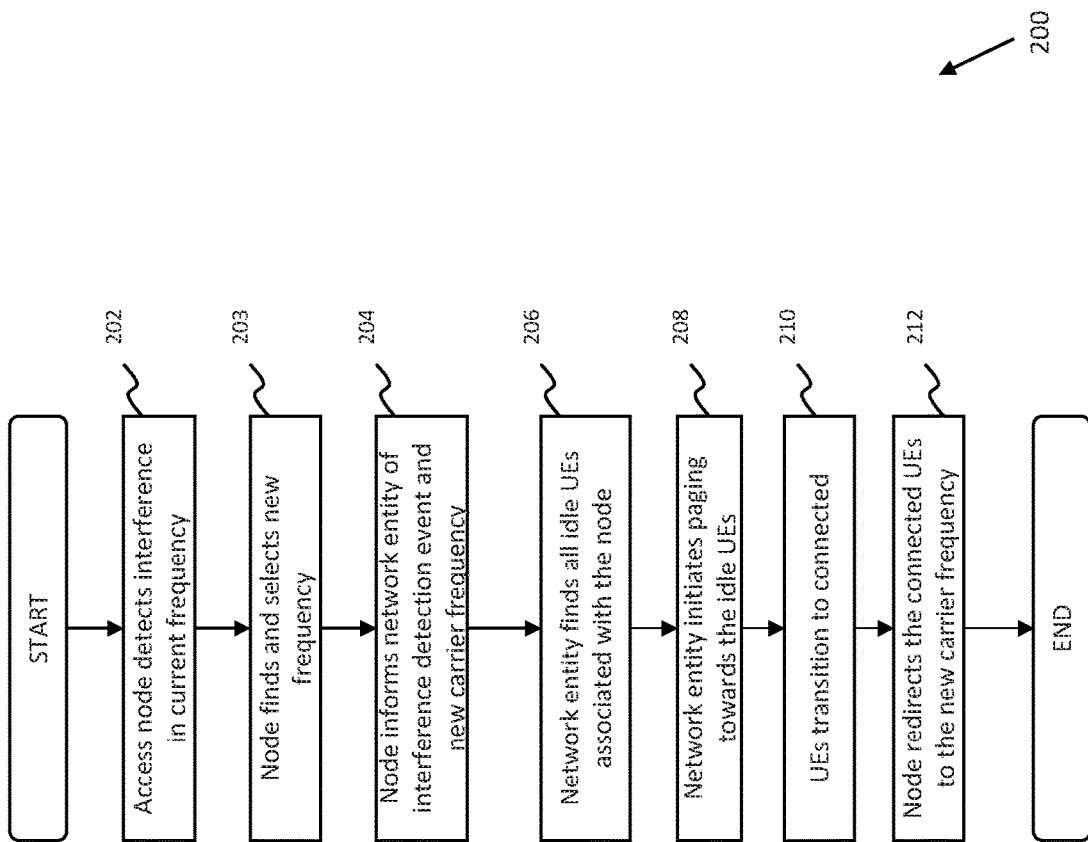 START
202
Access node detects interference
in current frequency
203
Node finds and selects new
frequency
204
Node informs network entity of
interference detection event and
new carrier frequency
206
Network entity finds all idle UEs
associated with the node
208
Network entity initiates paging
towards the idle UEs
210
UEs transition to connected
212
Node redirects the connected UEs
to the new carrier frequency
END
200